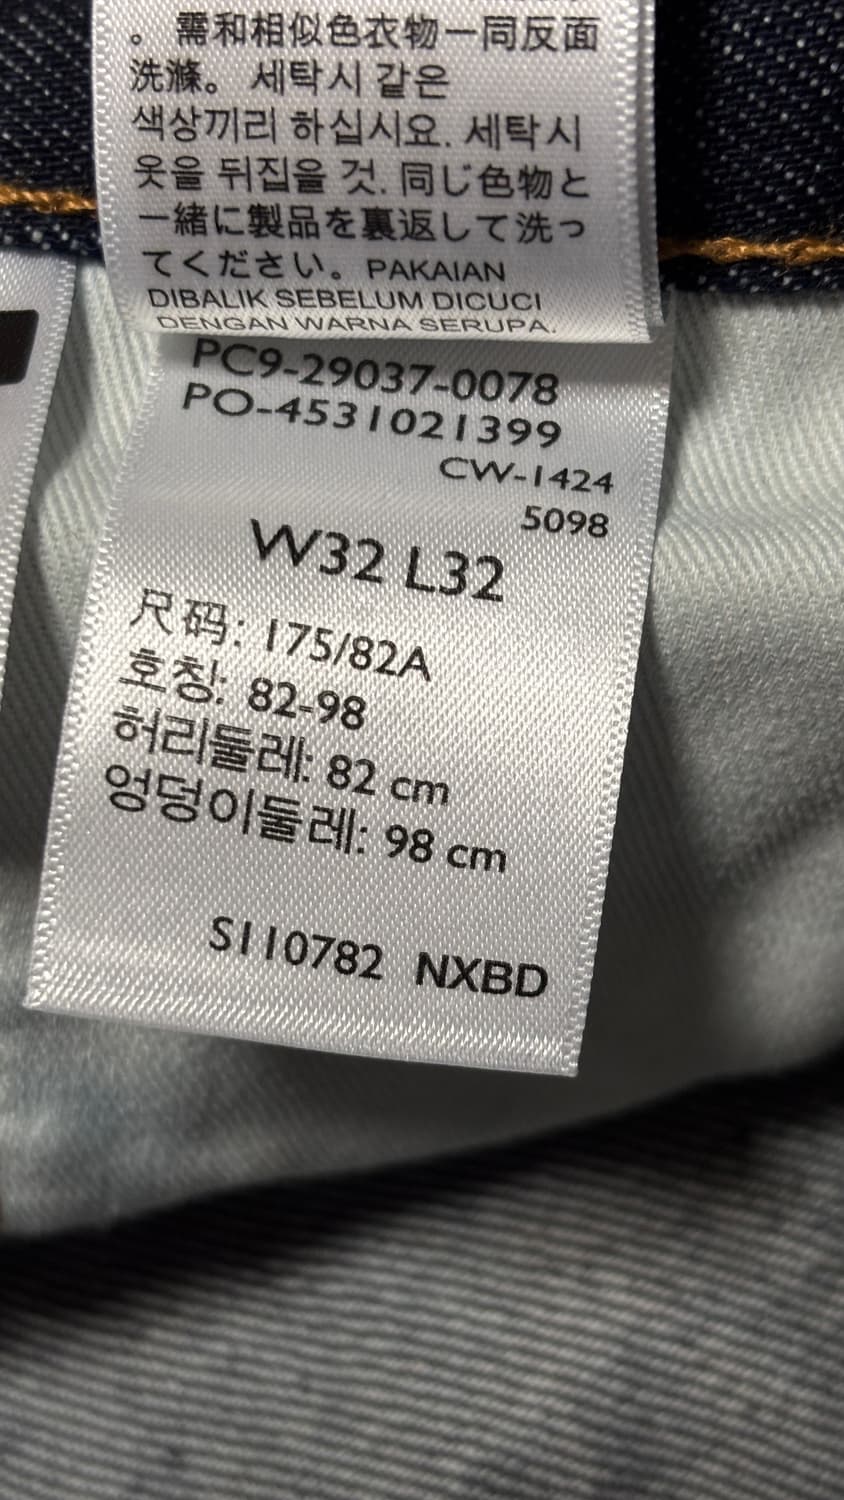 。需和相似色衣物一同反面
洗滌。세탁시 같은
색상끼리 하십시요. 세탁시
옷을 뒤집을 것. 同じ色物と
一緒に製品を裏返して洗っ
てください。PAKAIAN
DIBALIK SEBELUM DICUCI
DENGAN WARNA SERUPA.
PC9-29037-0078
PO-4531021399
CW-1424
5098
W32 L32
尺码: 175/82A
호칭: 82-98
허리둘레: 82 cm
엉덩이둘레: 98 cm
S110782 NXBD